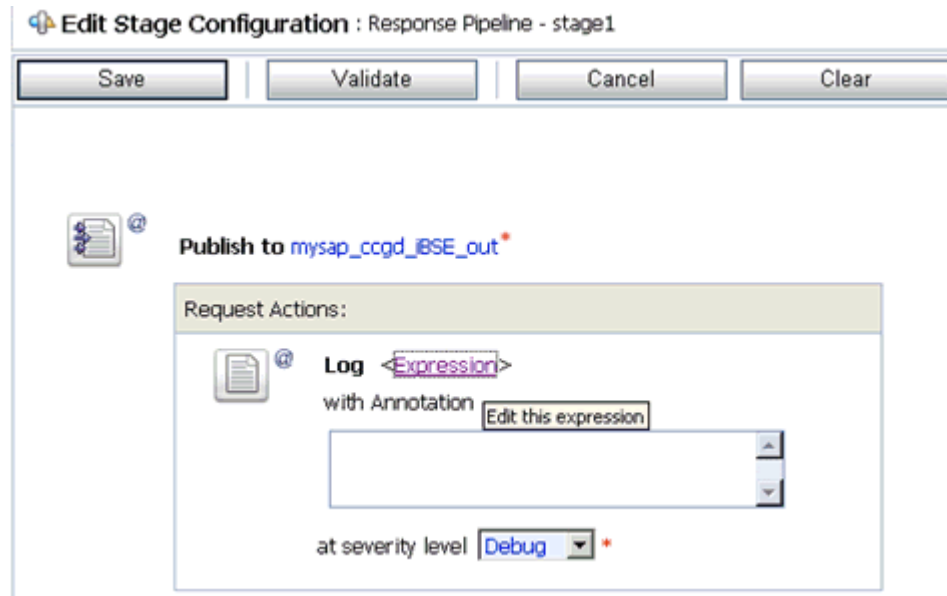 Edit Stage Configuration : Response Pipeline - stage1
Save Validate Cancel Clear
@
Publish to mysap_ccgd_iBSE_out*
Request Actions:
@ Log <Expression>
with Annotation
Edit this expression
at severity level Debug *